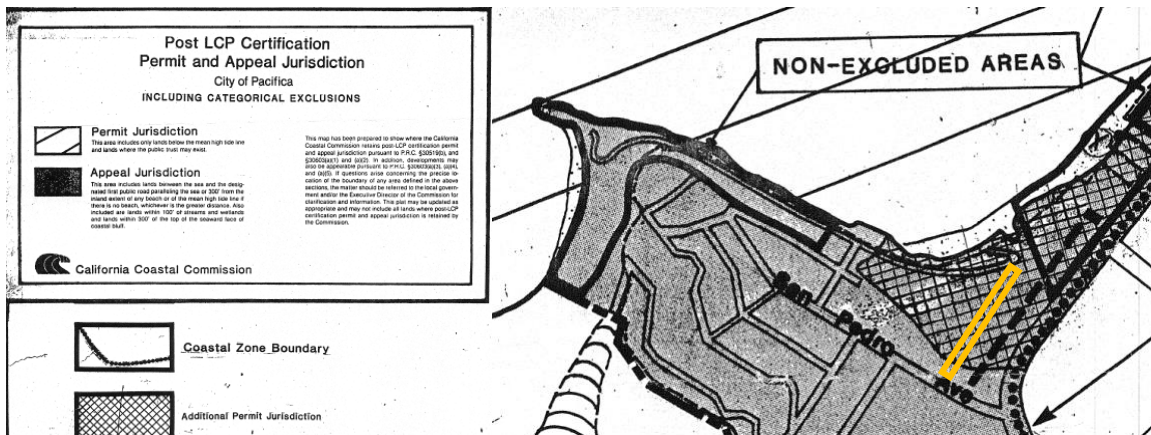 Post LCP Certification
Permit and Appeal Jurisdiction
City of Pacifica
INCLUDING CATEGORICAL EXCLUSIONS
Permit Jurisdiction
This area includes only lands below the mean high tide line
and lands where the public trust may exist.
Appeal Jurisdiction
This area includes lands between the sea and the desig-
nated first public road paralleling the sea or 300' from the
inland extent of any beach or of the mean high tide line if
there is no beach, whichever is the greater distance. Also
included are lands within 100' of streams and wetlands
and lands within 300' of the top of the seaward face of
coastal bluff.
This map has been prepared to show where the California
Coastal Commission retains post-LCP certification permit
and appeal jurisdiction pursuant to P.R.C. §30519(b), and
§30603(a)(1) and (a)(2). In addition, developments may
also be appealable pursuant to P.R.C. §30603(a)(3), (a)(4),
and (a)(5). If questions arise concerning the precise lo-
cation of the boundary of any area defined in the above
sections, the matter should be referred to the local govern-
ment and/or the Executive Director of the Commission for
clarification and information. This plat may be updated as
appropriate and may not include all lands where post-LCP
certification permit and appeal jurisdiction is retained by
the Commission.
California Coastal Commission
Coastal Zone Boundary
Additional Permit Jurisdiction
NON-EXCLUDED AREAS
San Pedro Ave